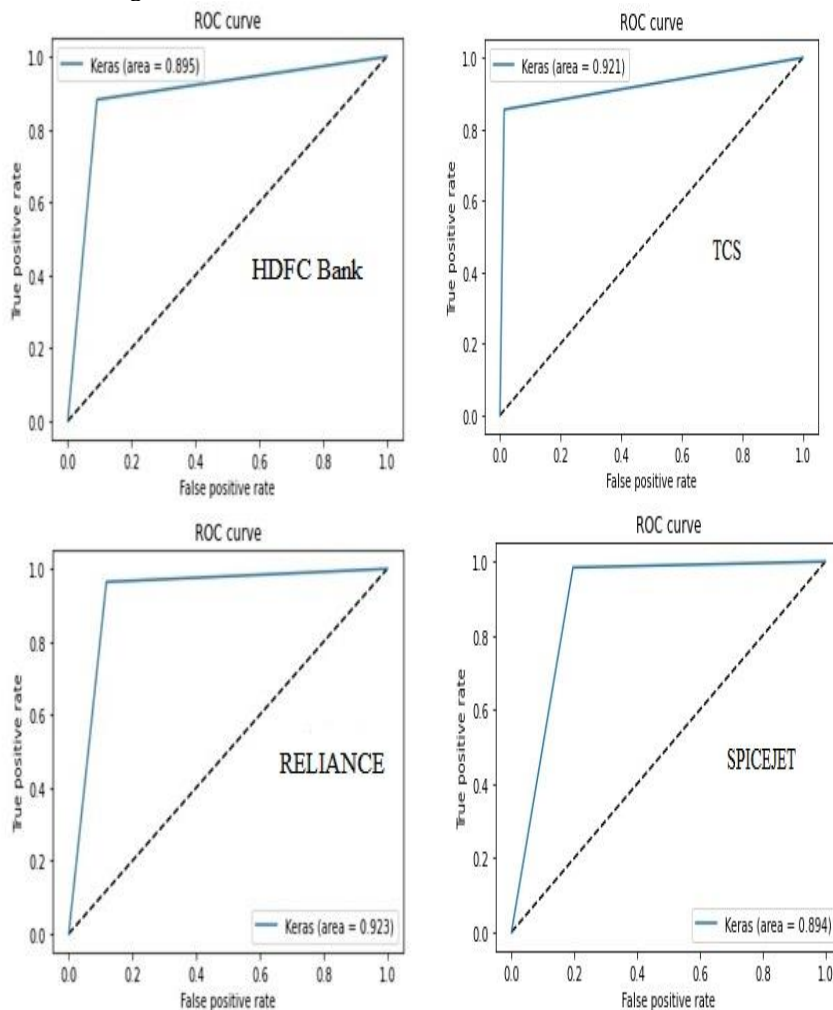 ROC curve
Keras (area = 0.895)
1.0
0.8
0.6
0.4
0.2
0.0
True positive rate
HDFC Bank
0.0 0.2 0.4 0.6 0.8 1.0
False positive rate
ROC curve
Keras (area = 0.921)
1.0
0.8
0.6
0.4
0.2
0.0
True positive rate
TCS
0.0 0.2 0.4 0.6 0.8 1.0
False positive rate
ROC curve
1.0
0.8
0.6
0.4
0.2
0.0
True positive rate
RELIANCE
Keras (area = 0.923)
0.0 0.2 0.4 0.6 0.8 1.0
False positive rate
ROC curve
1.0
0.8
0.6
0.4
0.2
0.0
True positive rate
SPICEJET
Keras (area = 0.894)
0.0 0.2 0.4 0.6 0.8 1.0
False positive rate